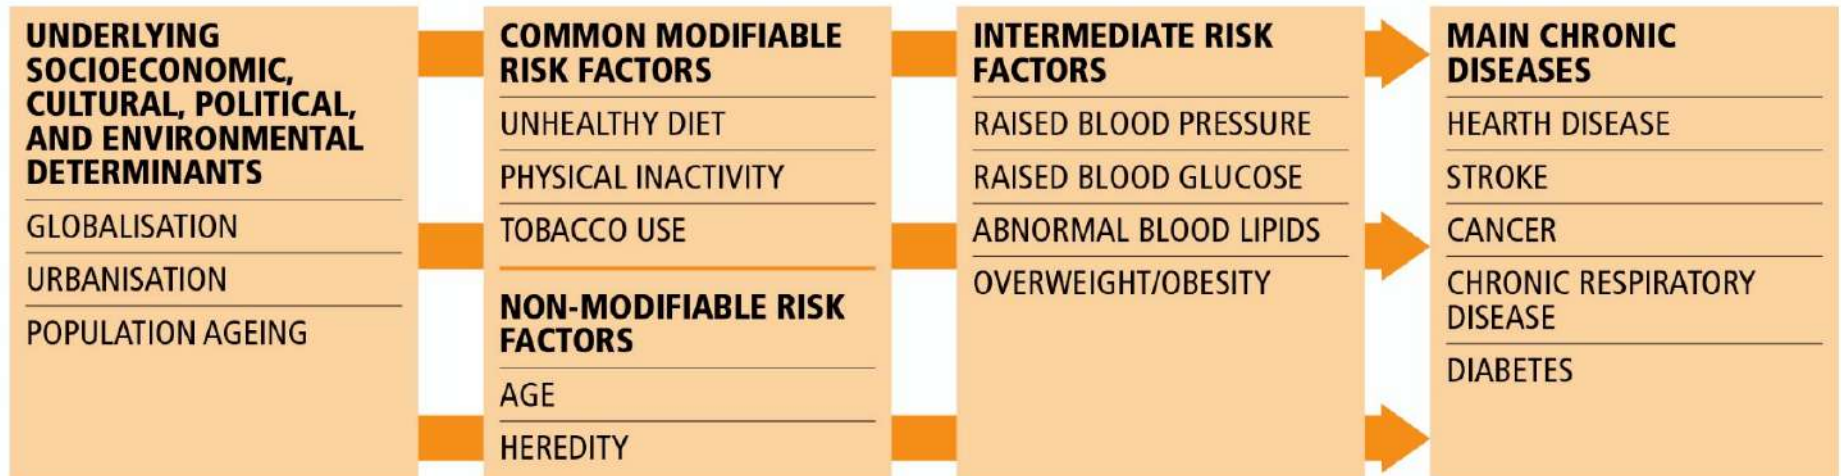 UNDERLYING
SOCIOECONOMIC,
CULTURAL, POLITICAL,
AND ENVIRONMENTAL
DETERMINANTS
GLOBALISATION
URBANISATION
POPULATION AGEING
COMMON MODIFIABLE
RISK FACTORS
UNHEALTHY DIET
PHYSICAL INACTIVITY
TOBACCO USE
NON-MODIFIABLE RISK
FACTORS
AGE
HEREDITY
INTERMEDIATE RISK
FACTORS
RAISED BLOOD PRESSURE
RAISED BLOOD GLUCOSE
ABNORMAL BLOOD LIPIDS
OVERWEIGHT/OBESITY
MAIN CHRONIC
DISEASES
HEARTH DISEASE
STROKE
CANCER
CHRONIC RESPIRATORY
DISEASE
DIABETES